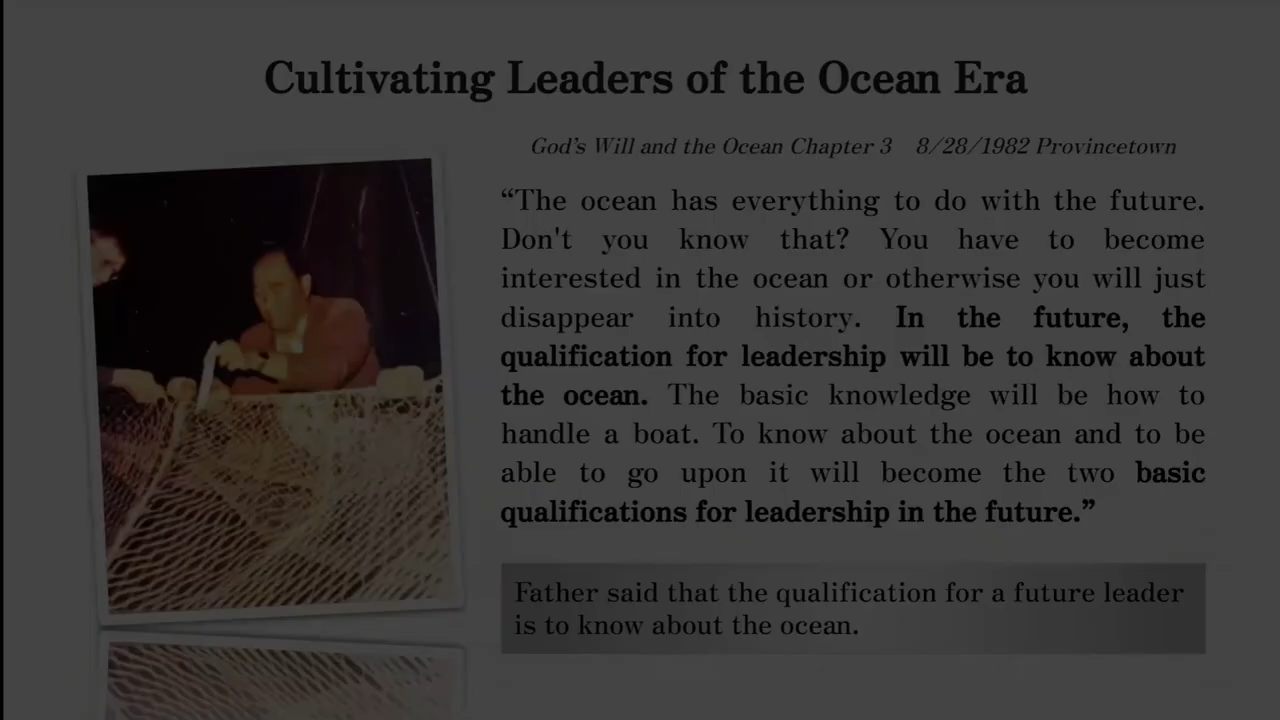 Cultivating Leaders of the Ocean Era
God's Will and the Ocean Chapter 3 8/28/1982 Provincetown
“The ocean has everything to do with the future.
Don't you know that? You have to become
interested in the ocean or otherwise you will just
disappear into history. In the future, the
qualification for leadership will be to know about
the ocean. The basic knowledge will be how to
handle a boat. To know about the ocean and to be
able to go upon it will become the two basic
qualifications for leadership in the future.”
Father said that the qualification for a future leader
is to know about the ocean.